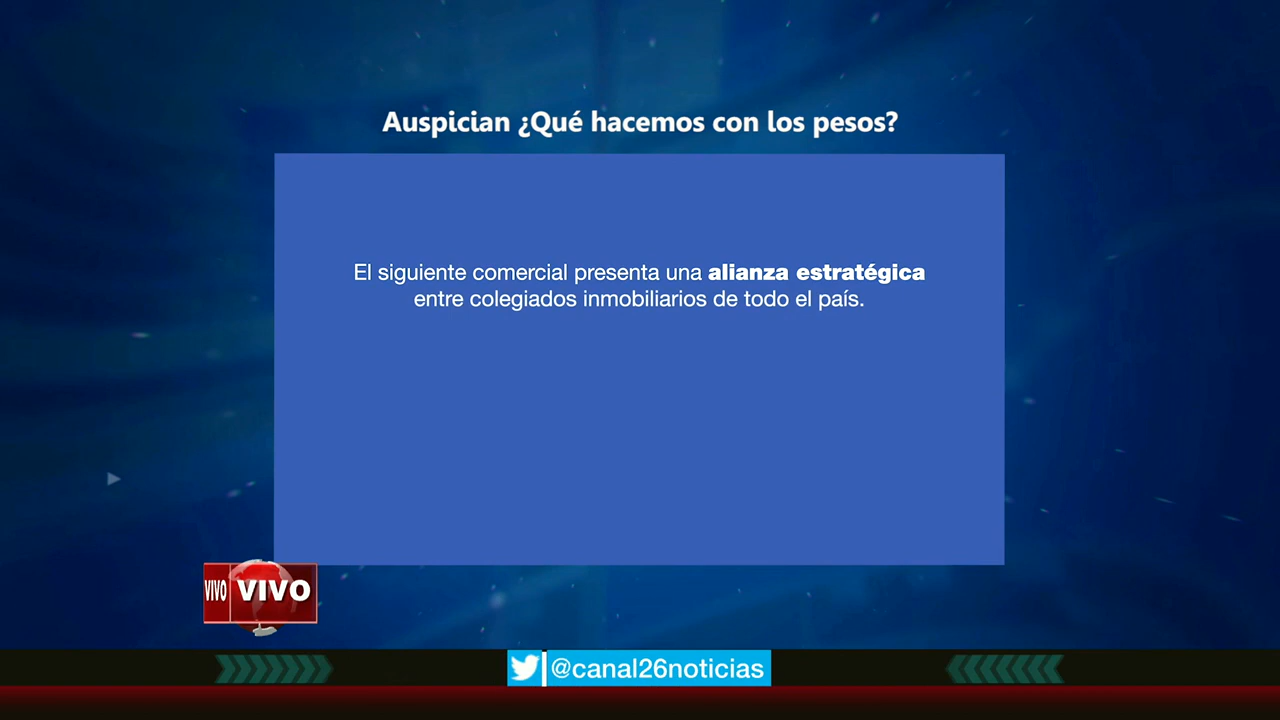 Auspician ¿Qué hacemos con los pesos?
El siguiente comercial presenta una alianza estratégica
entre colegiados inmobiliarios de todo el país.
VIVO VIVO
@canal26noticias